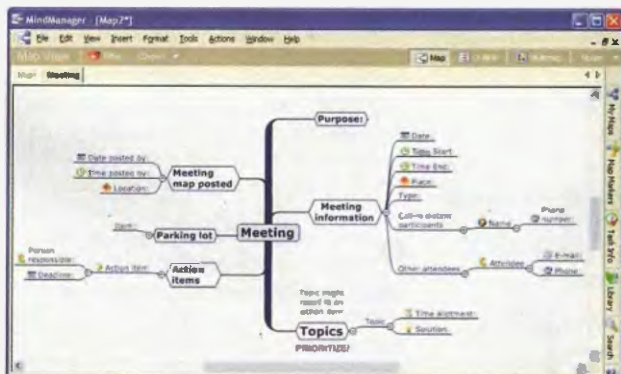 MindManager - [Map7*]
File Edit View Insert Format Tools Actions Window Help
Map
Map Meeting
Purpose:
Date posted by:
Time posted by:
Location:
Meeting
map posted
Date:
Time Start:
Time End:
Place:
Type:
Meeting
information
Call-in distant
participants
Name
Phone
number:
Other attendees
Attendee
E-mail:
Phone:
Item:
Parking lot
Meeting
Person
responsible:
Deadline:
Action item
Action
items
Topic might
result in an
action item
Topics
PRIORITIZE!
Topic
Time allotment:
Solution:
My Maps
Map Markers
Task Info
Library
Search